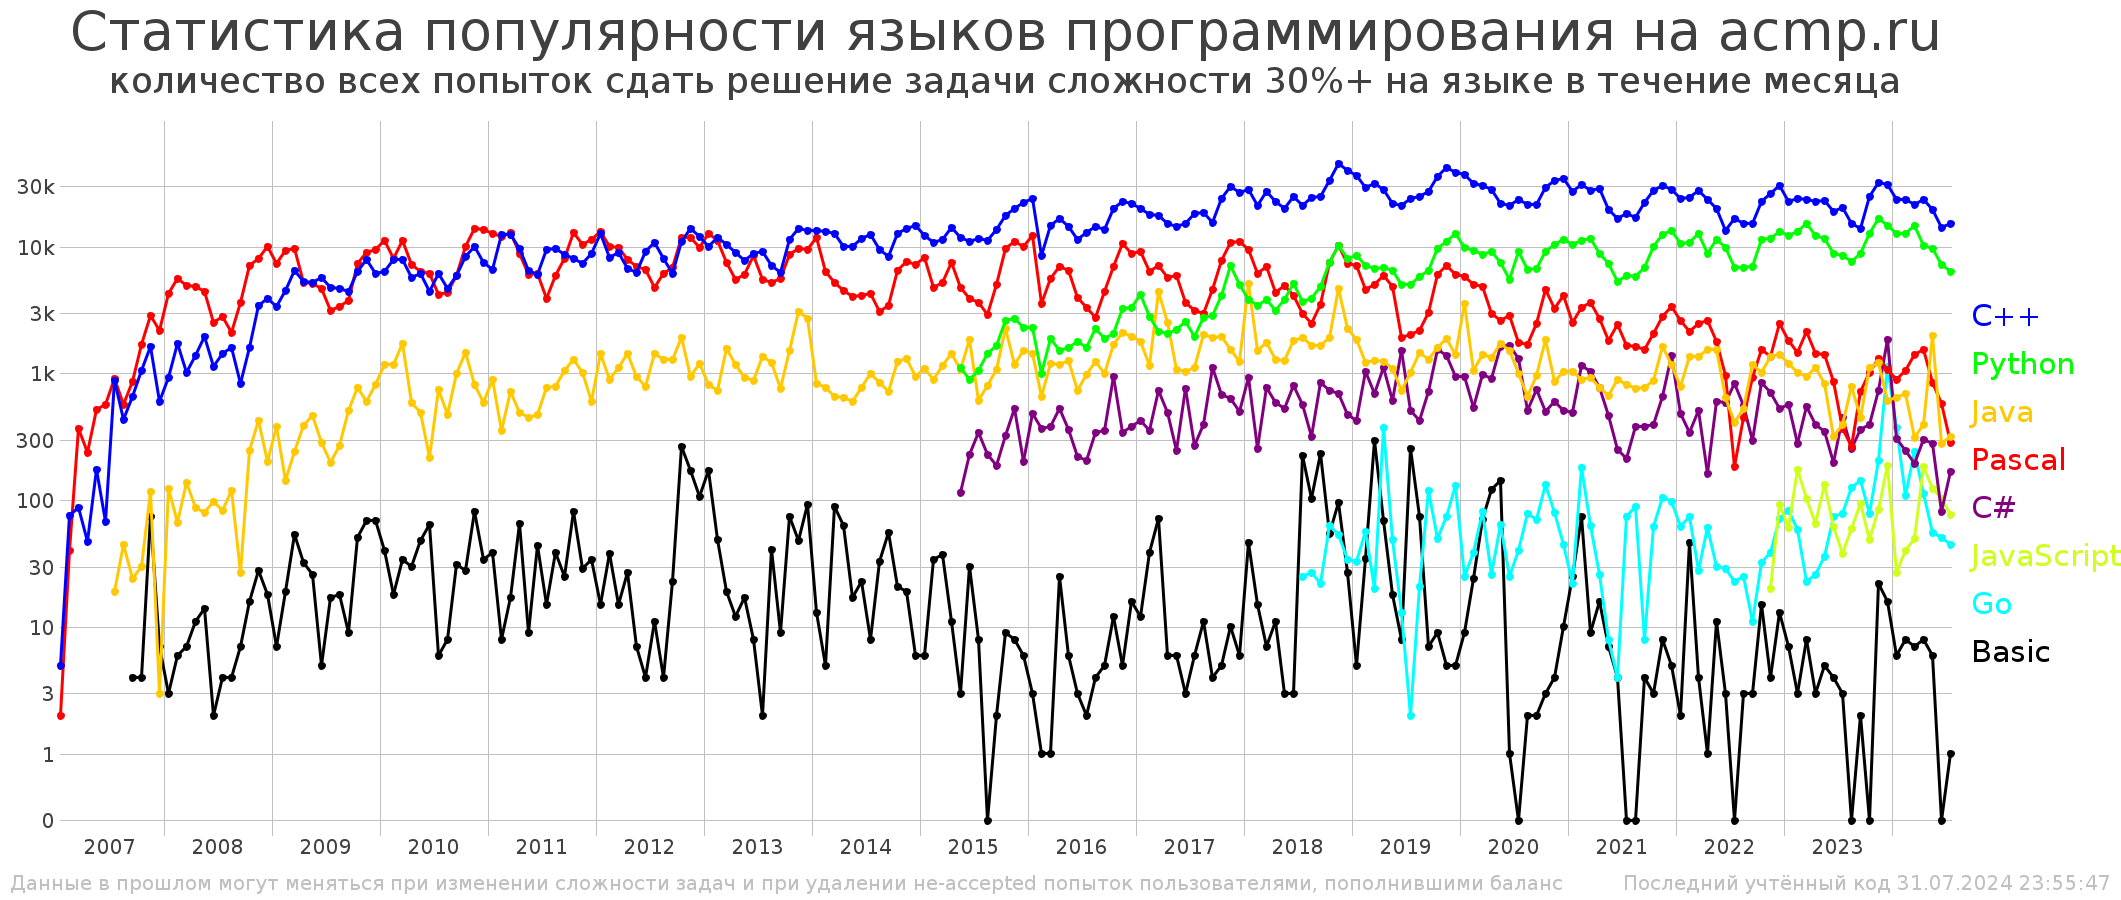 Статистика популярности языков программирования на acmp.ru
количество всех попыток сдать решение задачи сложности 30%+ на языке в течение месяца
30k
10k
3k
1k
300
100
30
10
3
1
0
C++
Python
Java
Pascal
C#
JavaScript
Go
Basic
2007 2008 2009 2010 2011 2012 2013 2014 2015 2016 2017 2018 2019 2020 2021 2022 2023
Данные в прошлом могут меняться при изменении сложности задач и при удалении не-accepted попыток пользователями, пополнившими баланс
Последний учтённый код 31.07.2024 23:55:47